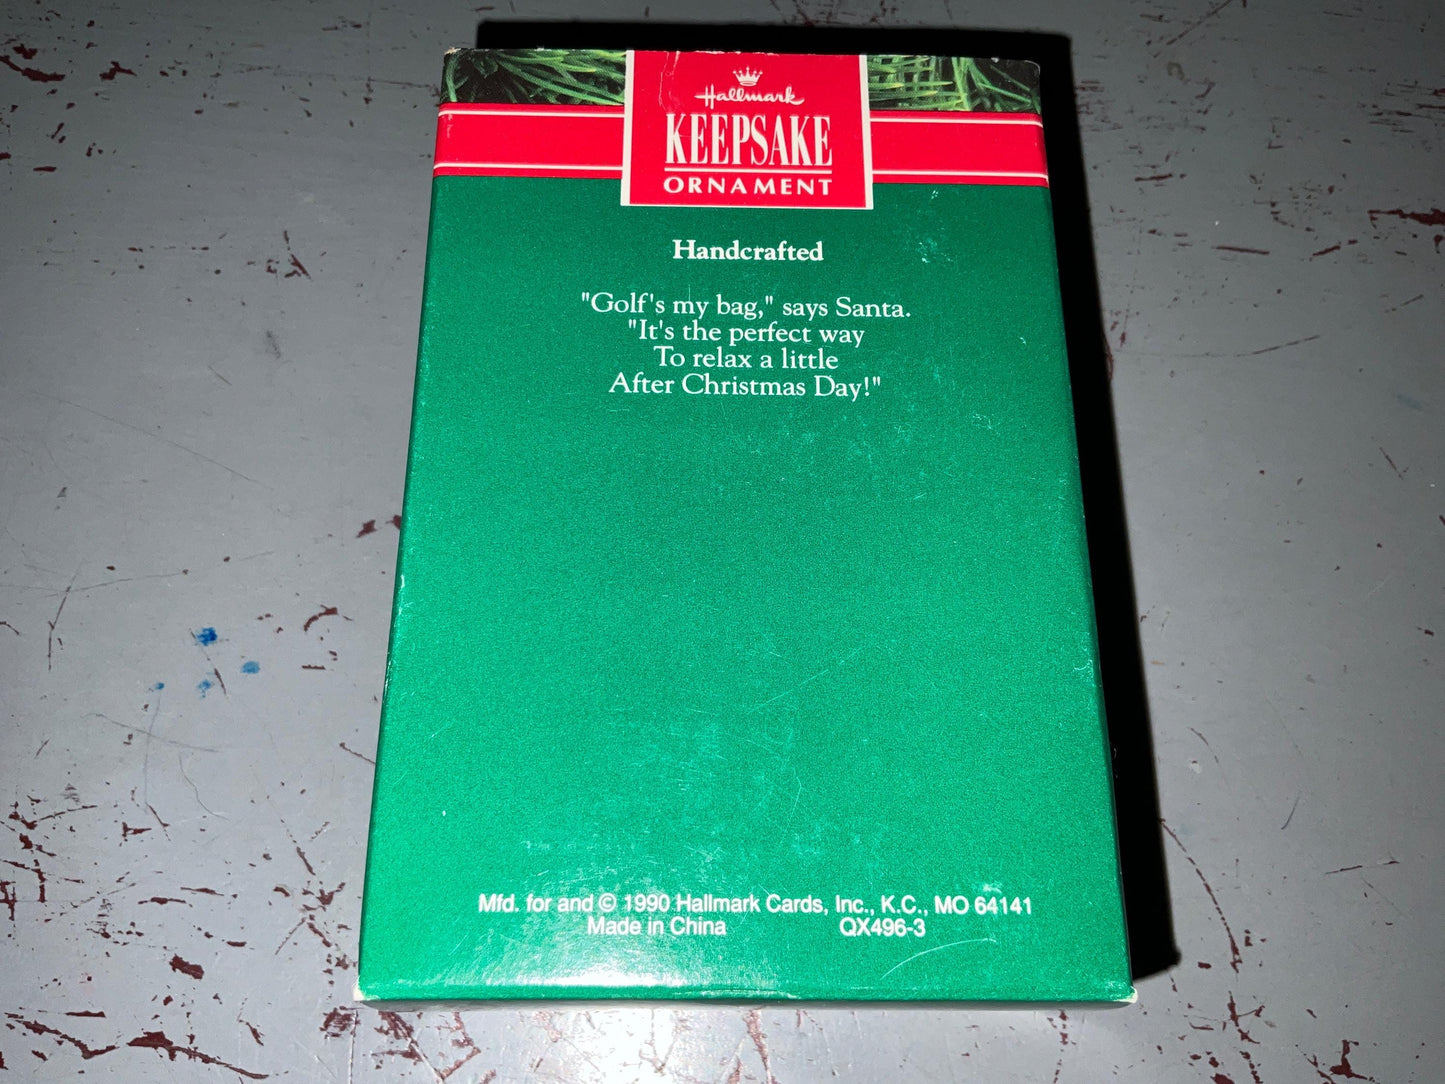 Hallmark
KEEPSAKE
ORNAMENT
Handcrafted
"Golf's my bag," says Santa.
"It's the perfect way
To relax a little
After Christmas Day!"
Mfd. for and © 1990 Hallmark Cards, Inc., K.C., MO 64141
Made in China QX496-3